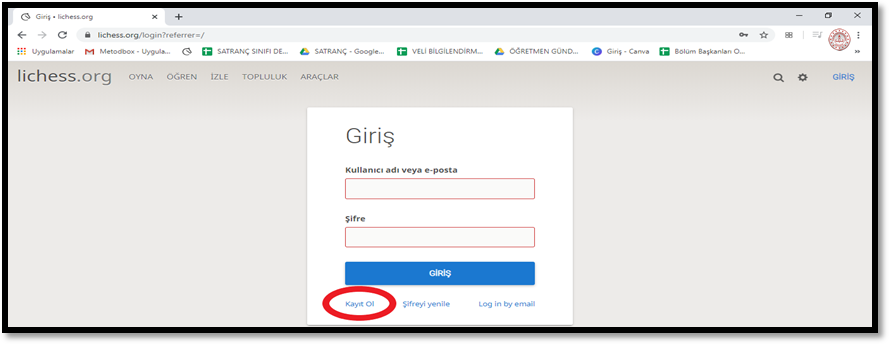 Giriş • lichess.org
lichess.org/login?referrer=/
Uygulamalar Metodbox - Uygula... SATRANÇ SINIFI DE... SATRANÇ - Google... VELİ BİLGİLENDİRM... ÖĞRETMEN GÜND... Giriş - Canva Bölüm Başkanları O...
lichess.org OYNA ÖĞREN İZLE TOPLULUK ARAÇLAR GİRİŞ
Giriş
Kullanıcı adı veya e-posta
Şifre
GİRİŞ
Kayıt Ol Şifreyi yenile Log in by email